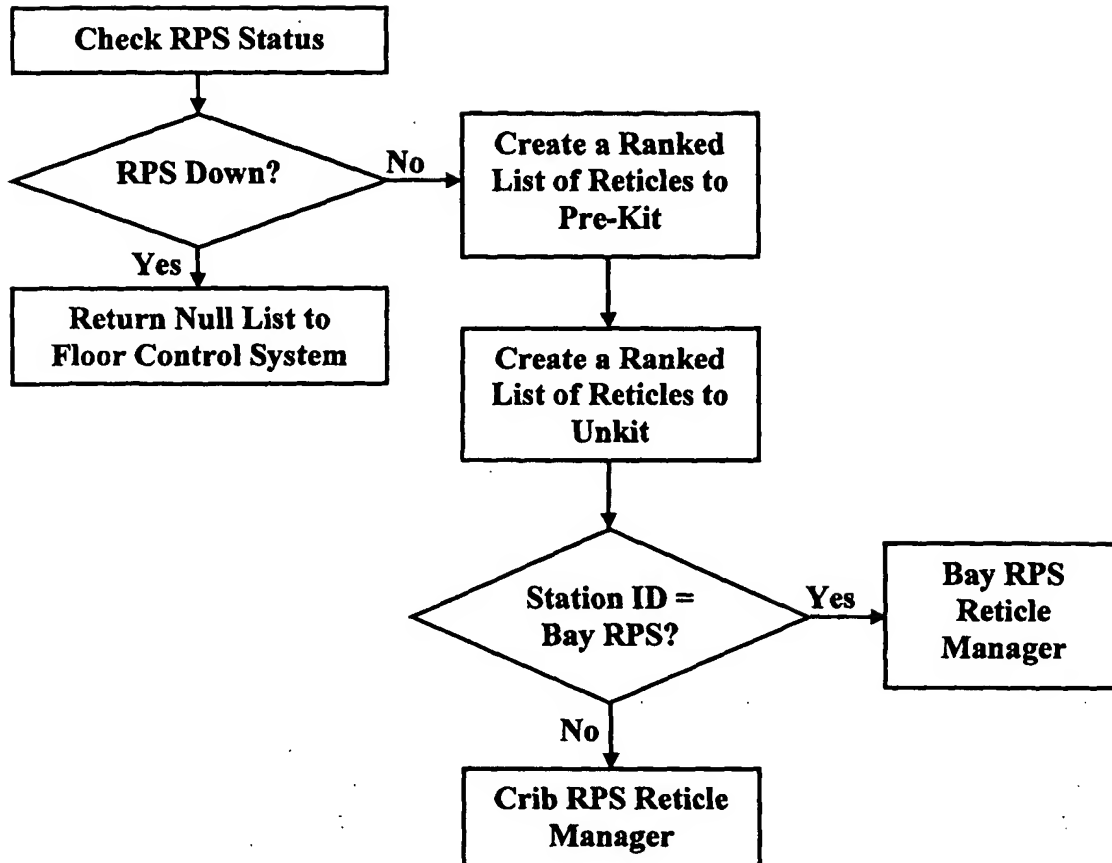 Check RPS Status
RPS Down?
No
Yes
Return Null List to
Floor Control System
Create a Ranked
List of Reticles to
Pre-Kit
Create a Ranked
List of Reticles to
Unkit
Station ID =
Bay RPS?
Yes
Bay RPS
Reticle
Manager
No
Crib RPS Reticle
Manager